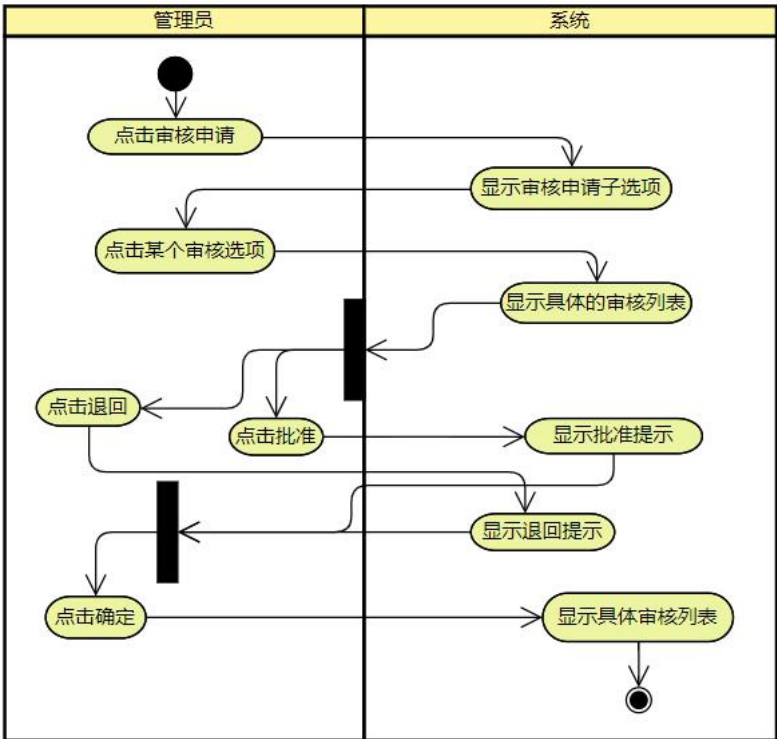 管理员
系统
点击审核申请
显示审核申请子选项
点击某个审核选项
显示具体的审核列表
点击退回
点击批准
显示批准提示
显示退回提示
点击确定
显示具体审核列表